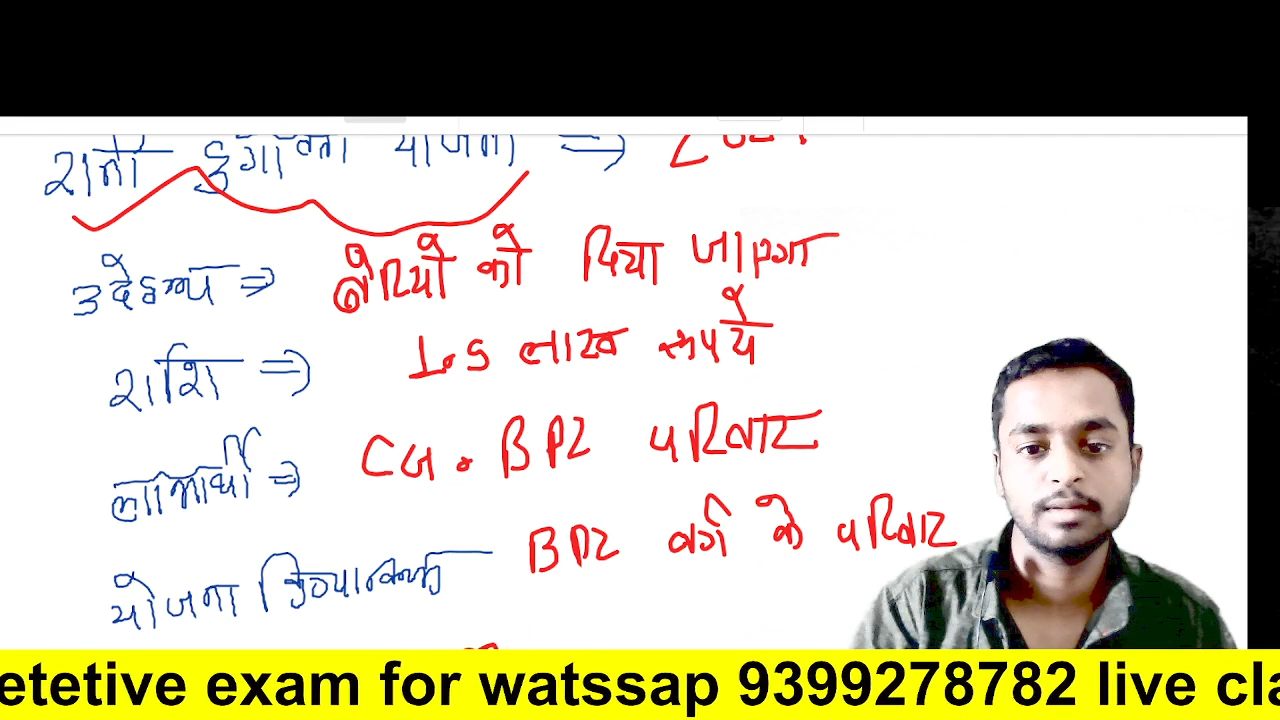 रानी दुर्गावती योजना ⇒
उदेश्य ⇒ बेटियो को दिया जाएगा
राशि ⇒ 1.5 लाख रूपये
लाभार्थी ⇒ CG. BPL परिवार
योजना BPL वर्ग के परिवार
etetive exam for watssap 9399278782 live cla